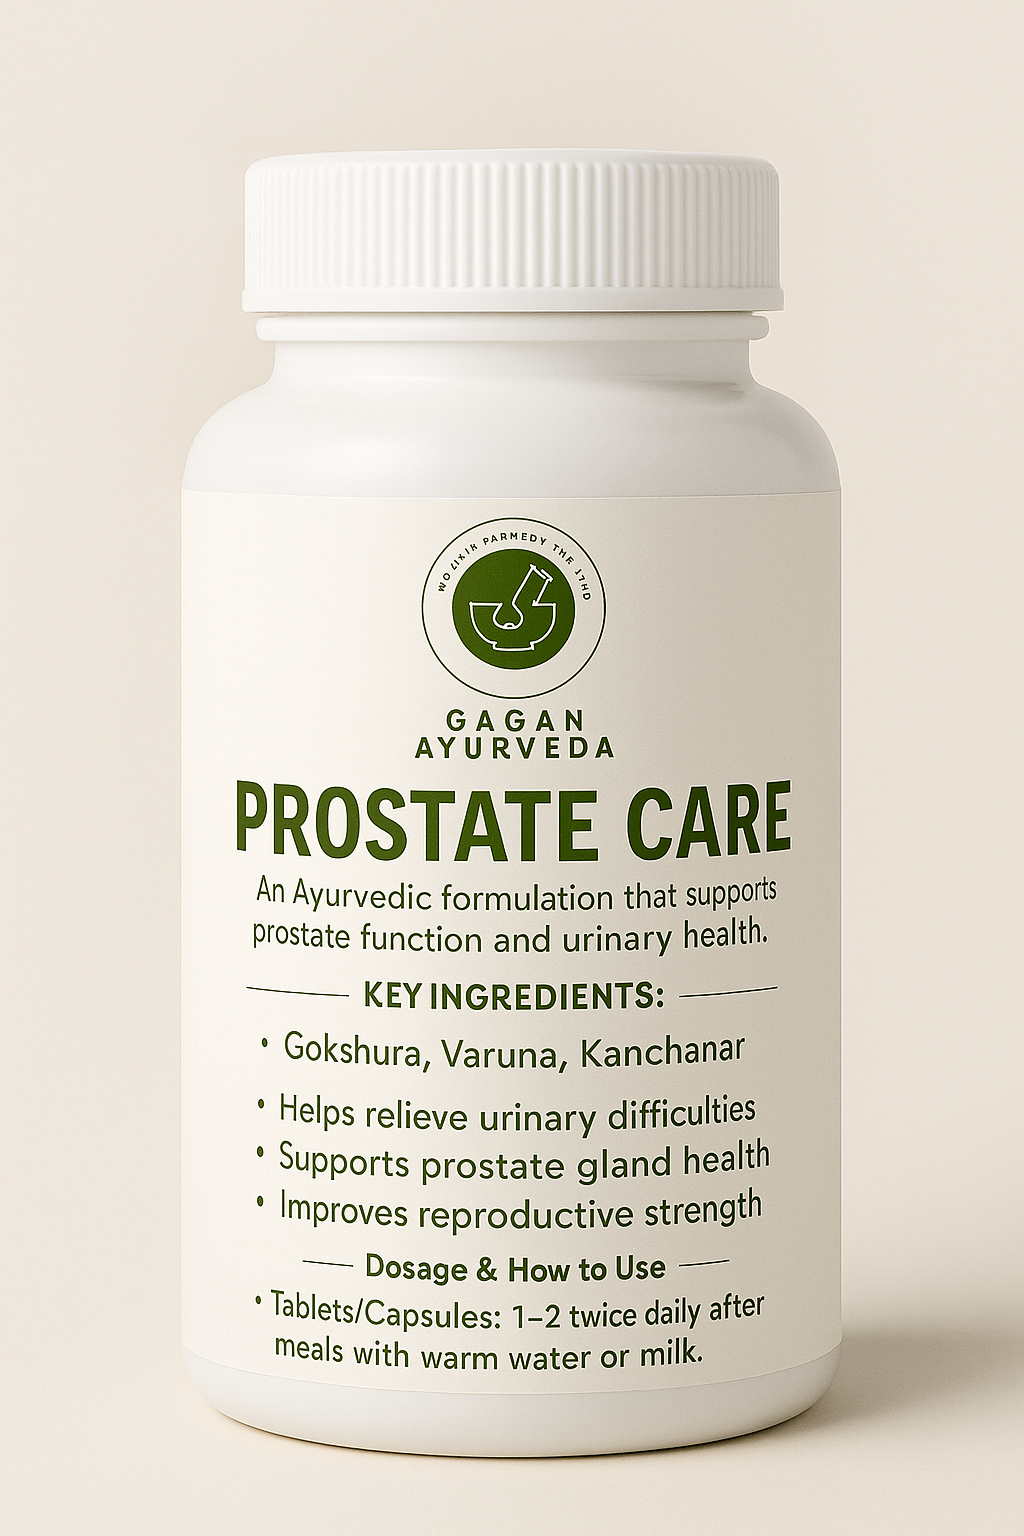 PARMEDY
GAGAN
AYURVEDA
PROSTATE CARE
An Ayurvedic formulation that supports
prostate function and urinary health.
KEY INGREDIENTS:
• Gokshura, Varuna, Kanchanar
• Helps relieve urinary difficulties
• Supports prostate gland health
• Improves reproductive strength
Dosage & How to Use
• Tablets/Capsules: 1–2 twice daily after
meals with warm water or milk.